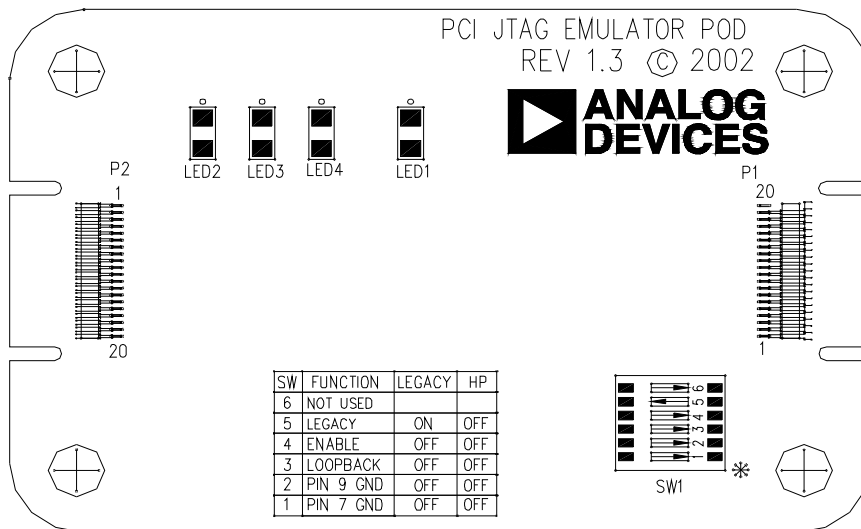 PCI JTAG EMULATOR POD
REV 1.3 © 2002
ANALOG
DEVICES
LED2 LED3 LED4 LED1
P2
1
20
P1
20
1
SW FUNCTION LEGACY HP
6 NOT USED
5 LEGACY ON OFF
4 ENABLE OFF OFF
3 LOOPBACK OFF OFF
2 PIN 9 GND OFF OFF
1 PIN 7 GND OFF OFF
6
5
4
3
2
1
SW1